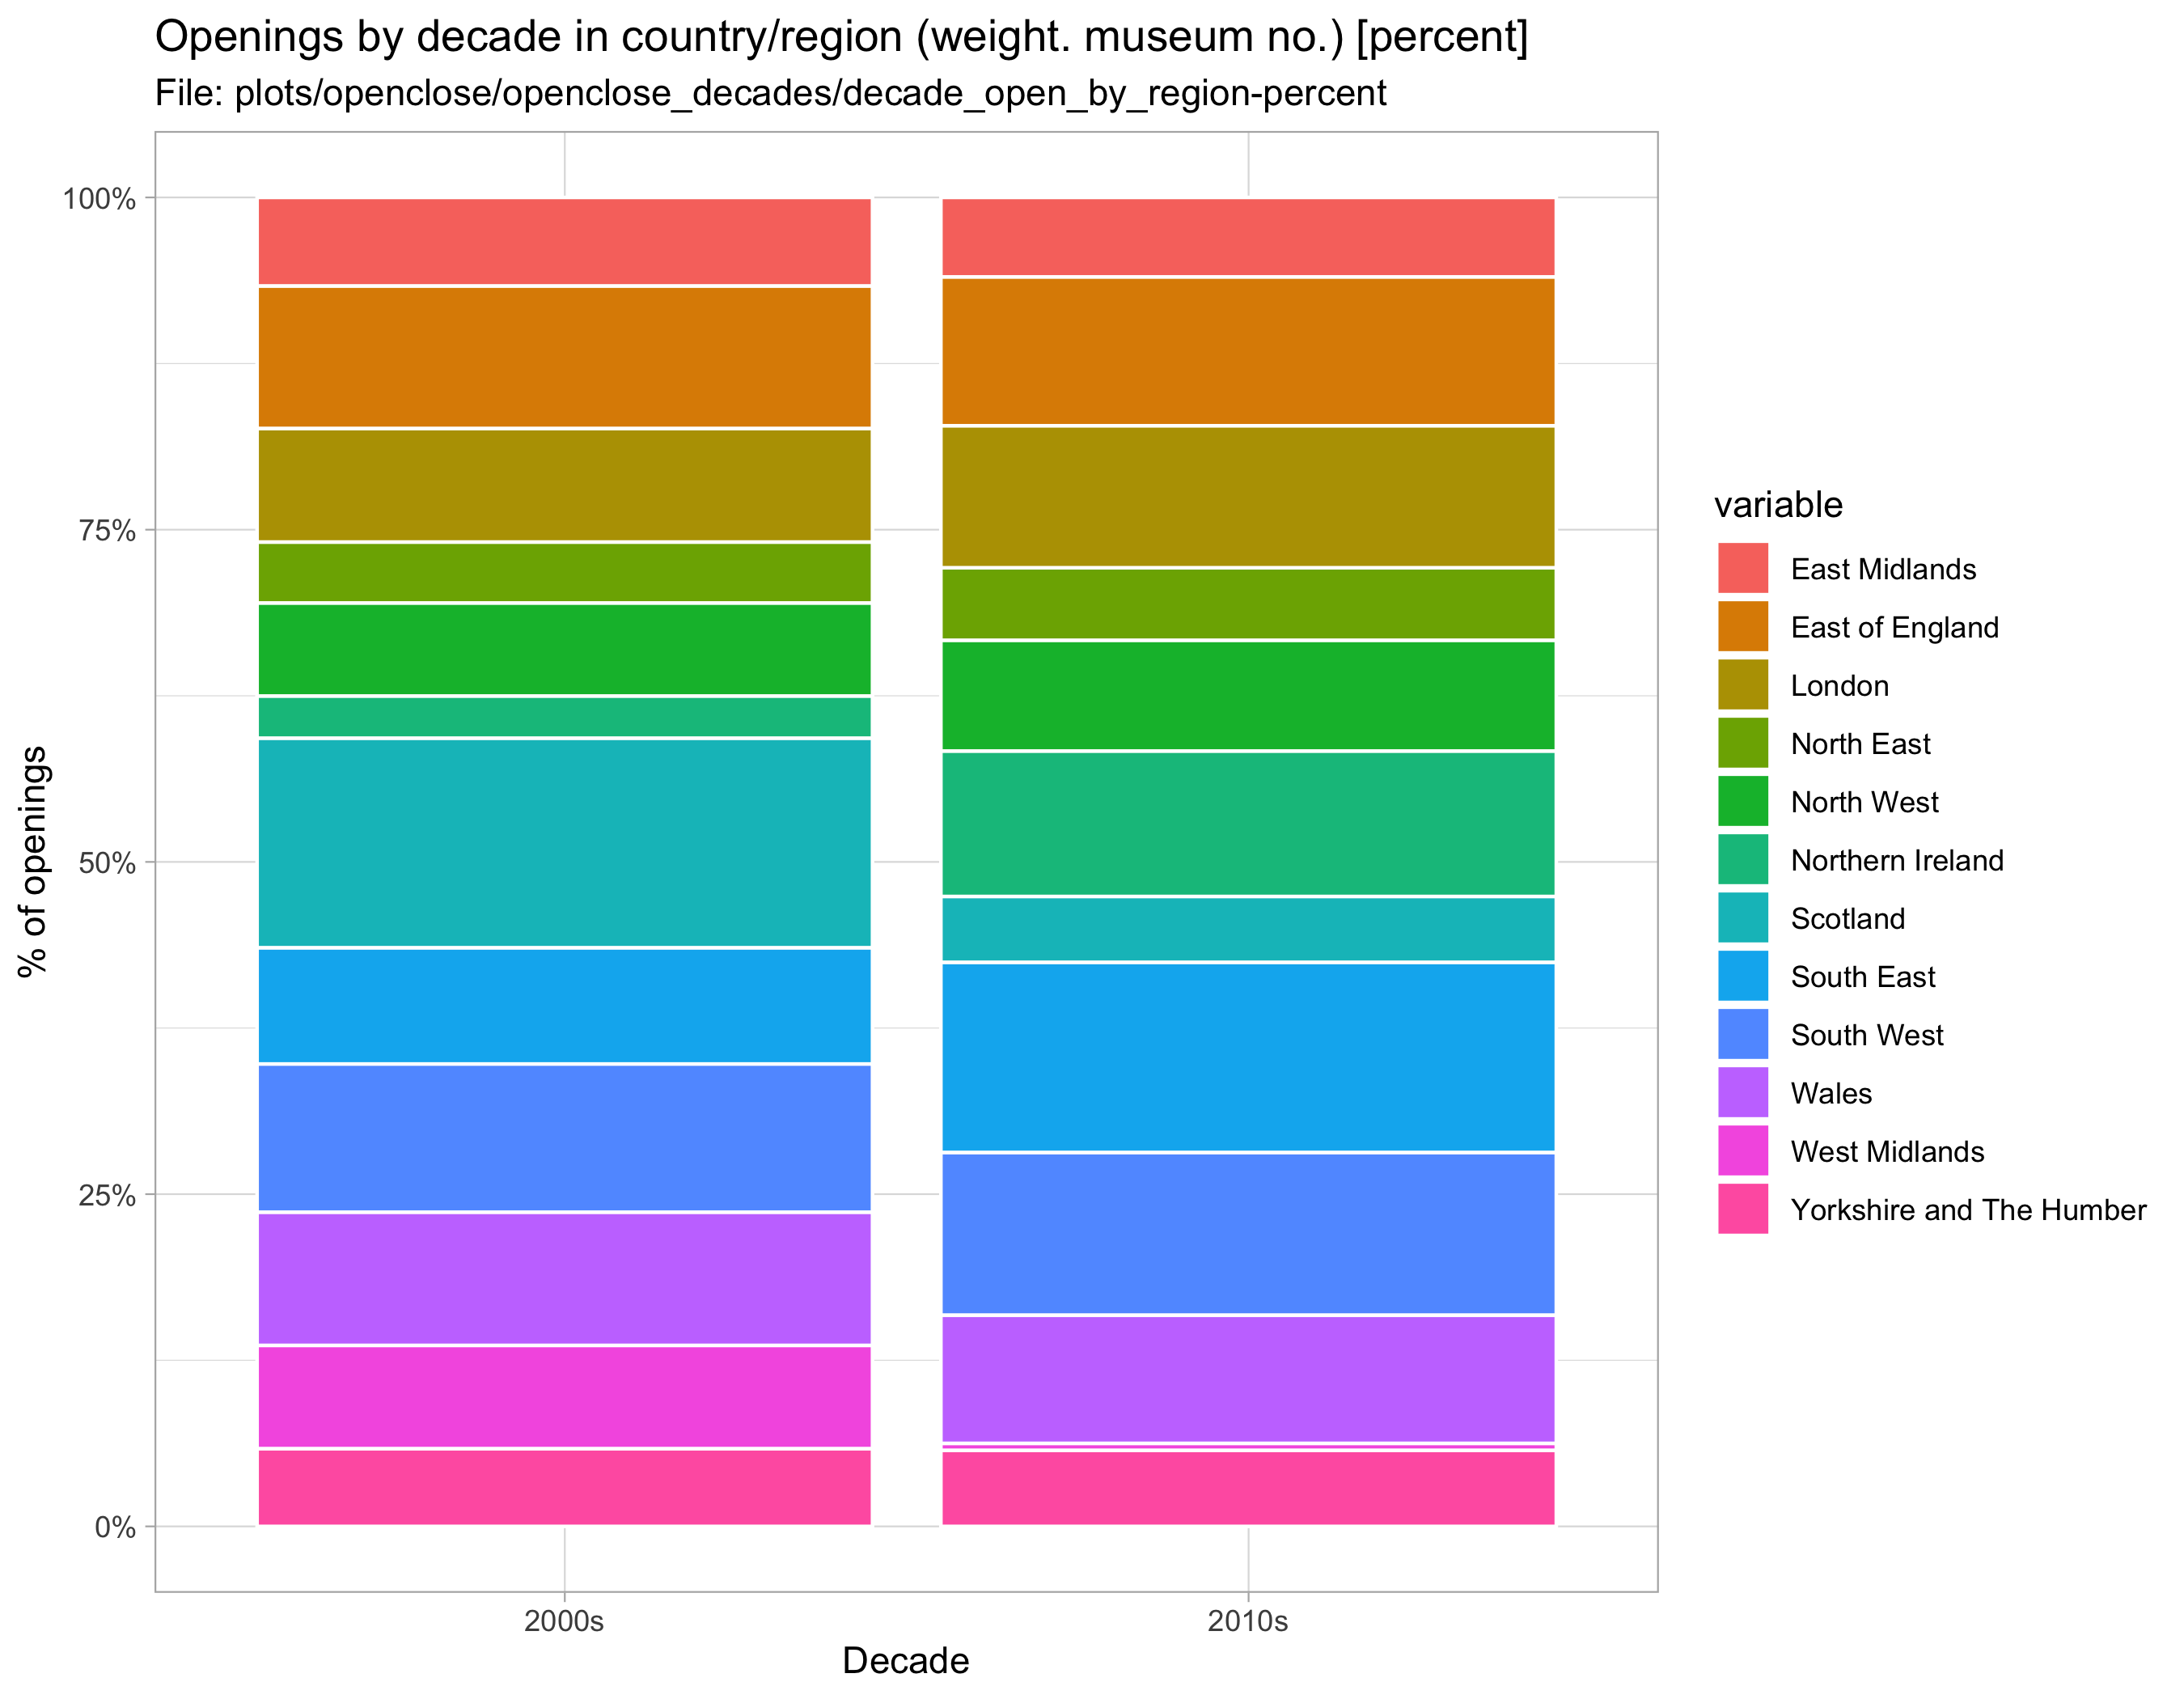 Openings by decade in country/region (weight. museum no.) [percent]
File: plots/openclose/openclose_decades/decade_open_by_region-percent
% of openings
100%
75%
50%
25%
0%
2000s
2010s
Decade
variable
East Midlands
East of England
London
North East
North West
Northern Ireland
Scotland
South East
South West
Wales
West Midlands
Yorkshire and The Humber